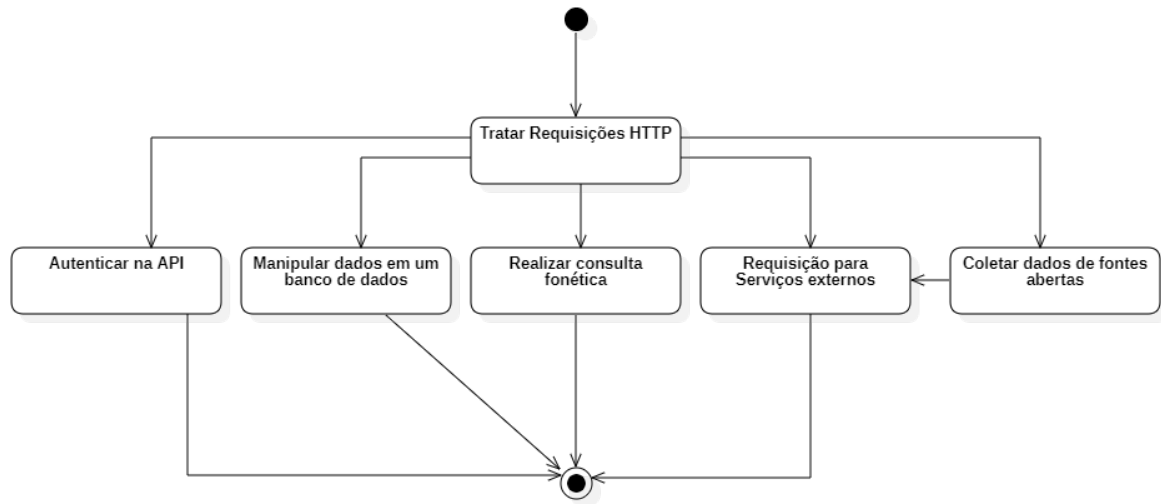 Tratar Requisições HTTP
Autenticar na API
Manipular dados em um
banco de dados
Realizar consulta
fonética
Requisição para
Serviços externos
Coletar dados de fontes
abertas